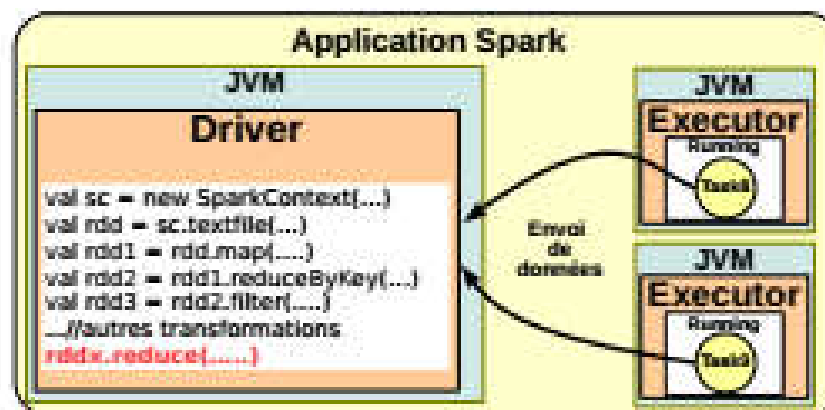 Application Spark
JVM
Driver
val sc = new SparkContext(...)
val rdd = sc.textfile(...)
val rdd1 = rdd.map(....)
val rdd2 = rdd1.reduceByKey(...)
val rdd3 = rdd2.filter(....)
...//autres transformations
rddx.reduce(......)
Envoi
de
données
JVM
Executor
Running
JVM
Executor
Running